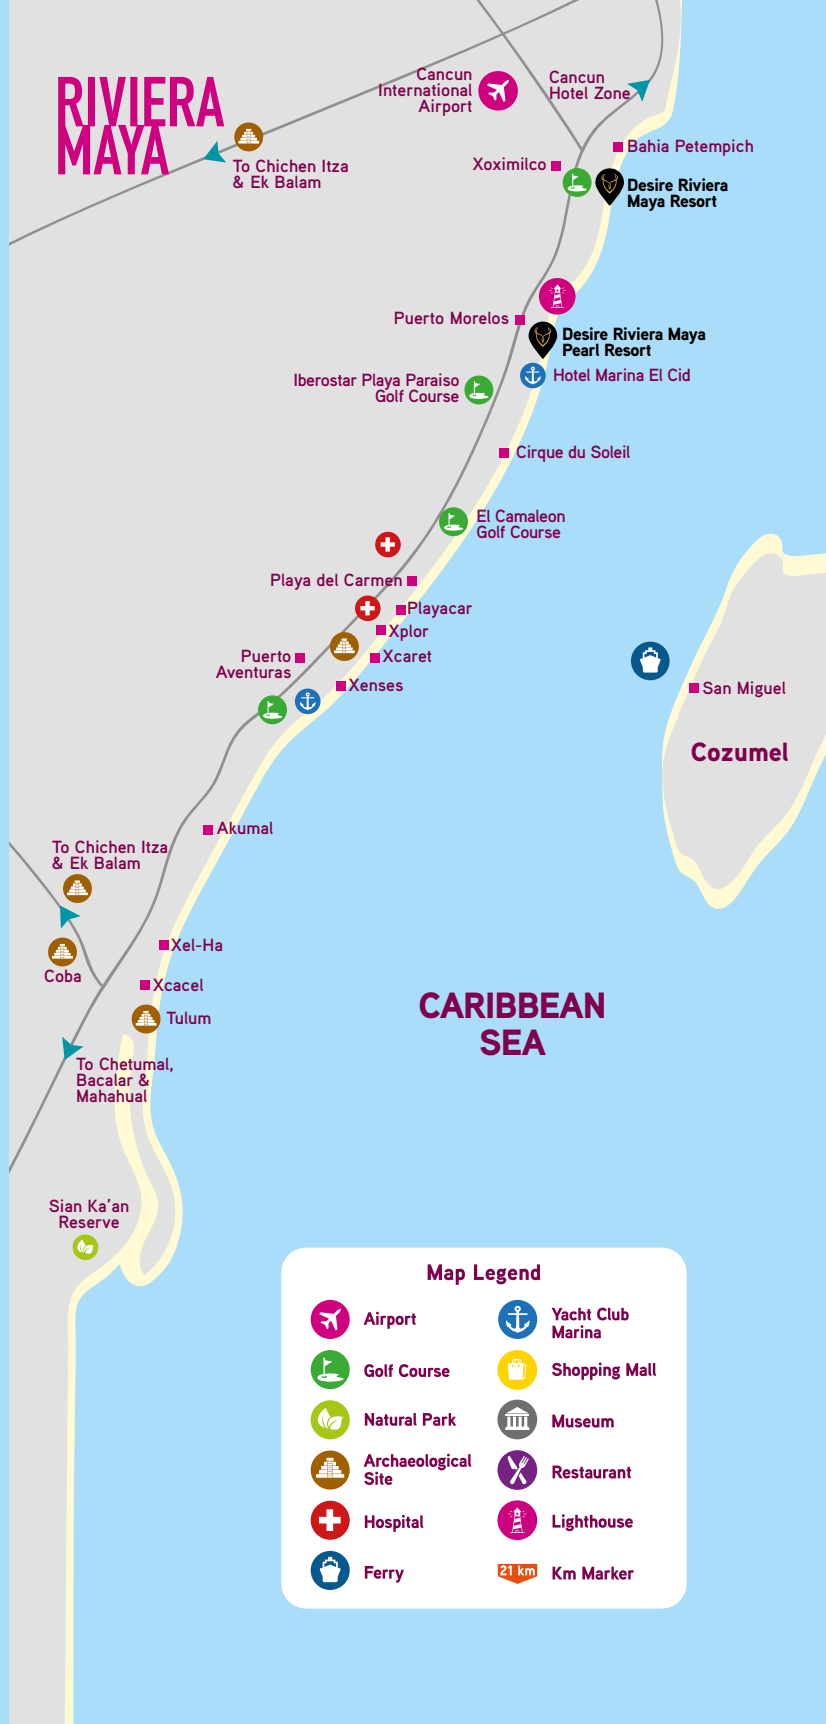 RIVIERA
MAYA
Cancun
International
Airport
Cancun
Hotel Zone
To Chichen Itza
& Ek Balam
Bahia Petempich
Xoximilco
Desire Riviera
Maya Resort
Puerto Morelos
Desire Riviera Maya
Pearl Resort
Hotel Marina El Cid
Iberostar Playa Paraiso
Golf Course
Cirque du Soleil
El Camaleon
Golf Course
Playa del Carmen
Playacar
Xplor
Puerto
Aventuras
Xcaret
Xenses
San Miguel
Cozumel
Akumal
To Chichen Itza
& Ek Balam
Xel-Ha
Coba
Xcacel
Tulum
CARIBBEAN
SEA
To Chetumal,
Bacalar &
Mahahual
Sian Ka'an
Reserve
Map Legend
Airport
Golf Course
Natural Park
Archaeological
Site
Hospital
Ferry
Yacht Club
Marina
Shopping Mall
Museum
Restaurant
Lighthouse
21 km
Km Marker